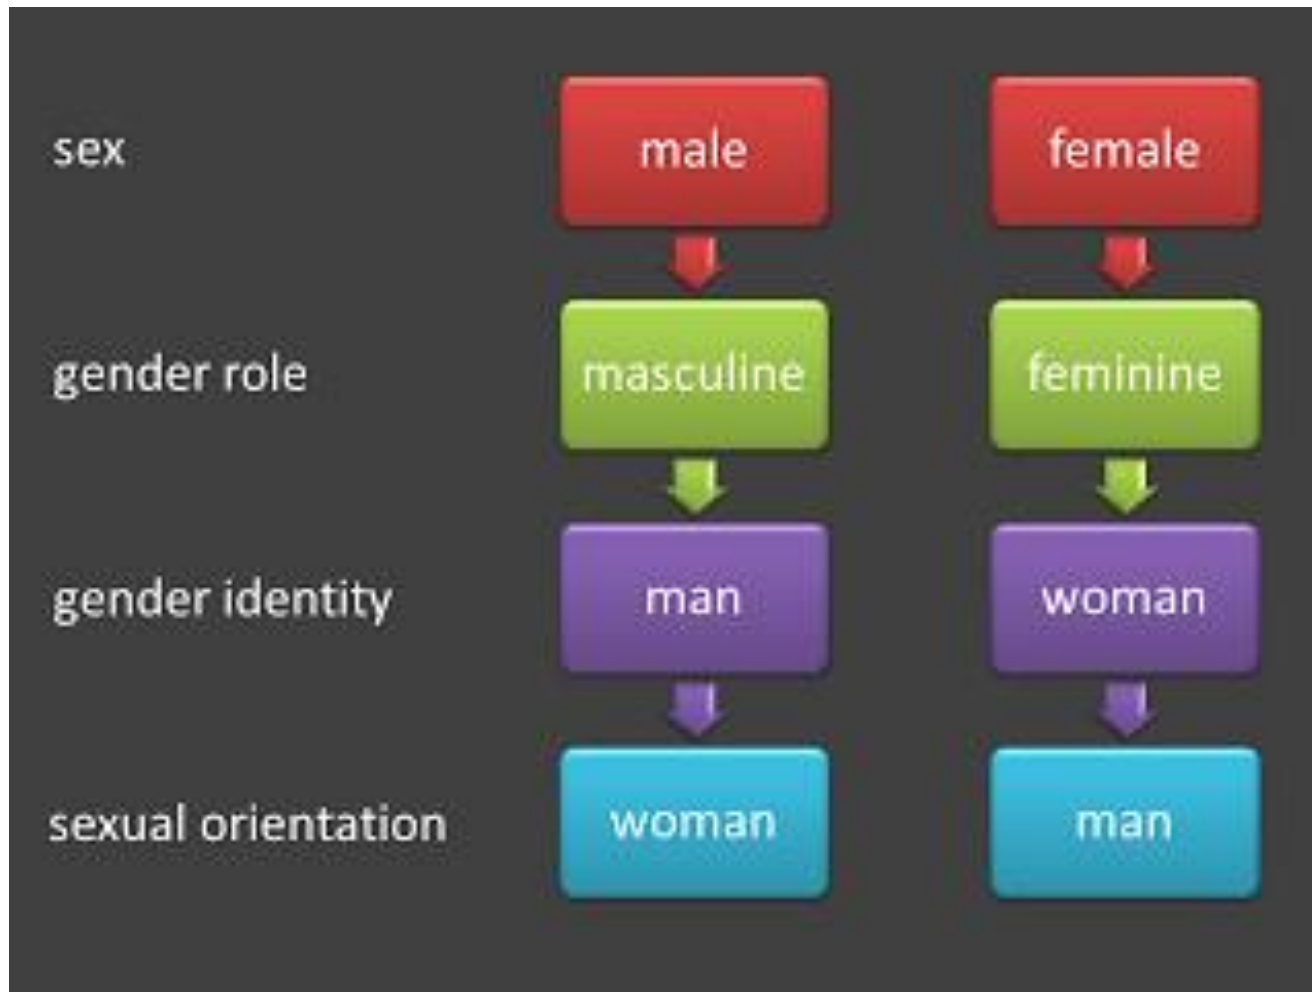 sex male female
gender role masculine feminine
gender identity man woman
sexual orientation woman man